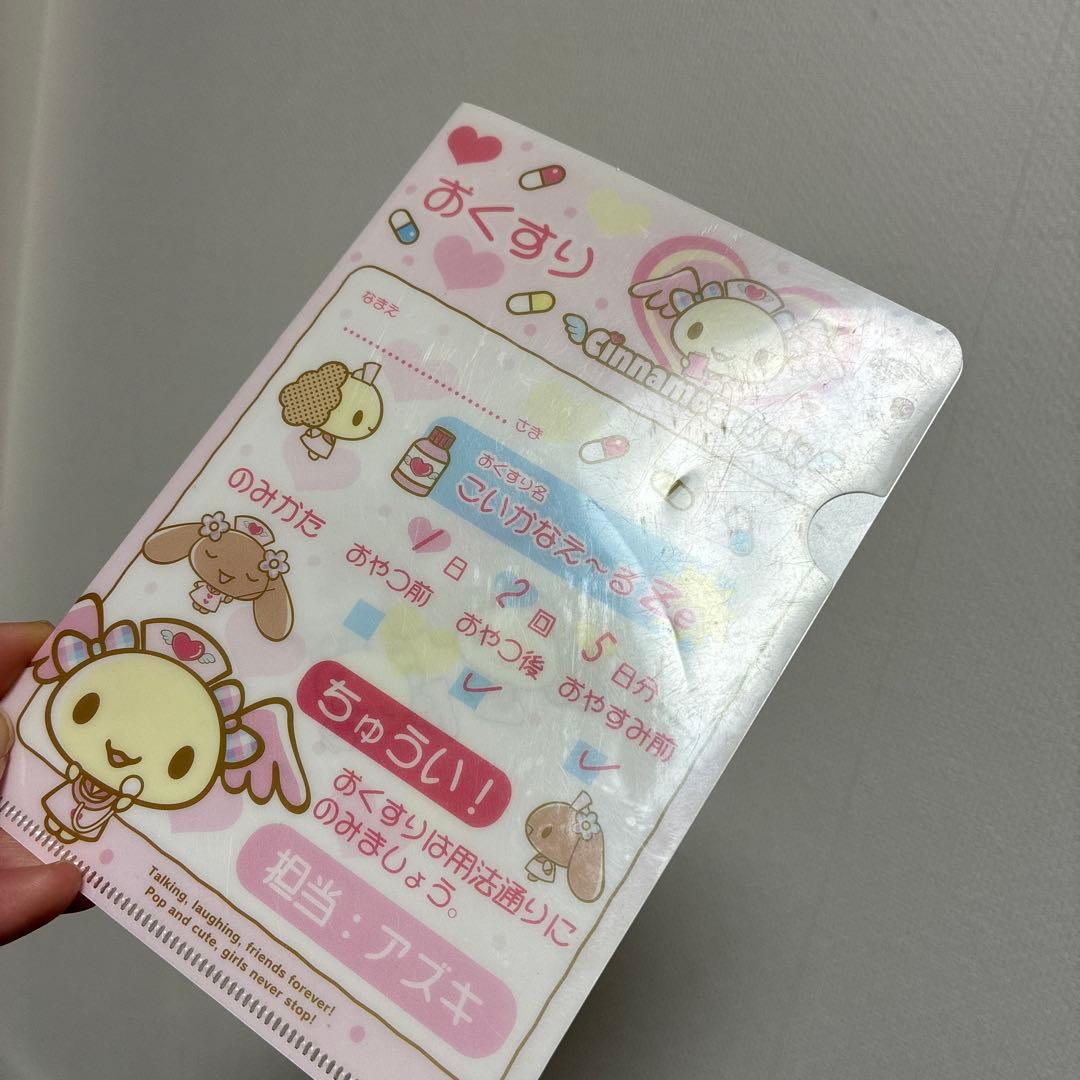 おくすり
なまえ
さま
おくすり名
こいかなえ〜る
のみかた
1日 2回 5日分
おやつ前 おやつ後 おやすみ前
ちゅうい！
おくすりは用法通りに
のみましょう。
担当：アズキ
Talking, laughing, friends forever!
Pop and cute, girls never stop!